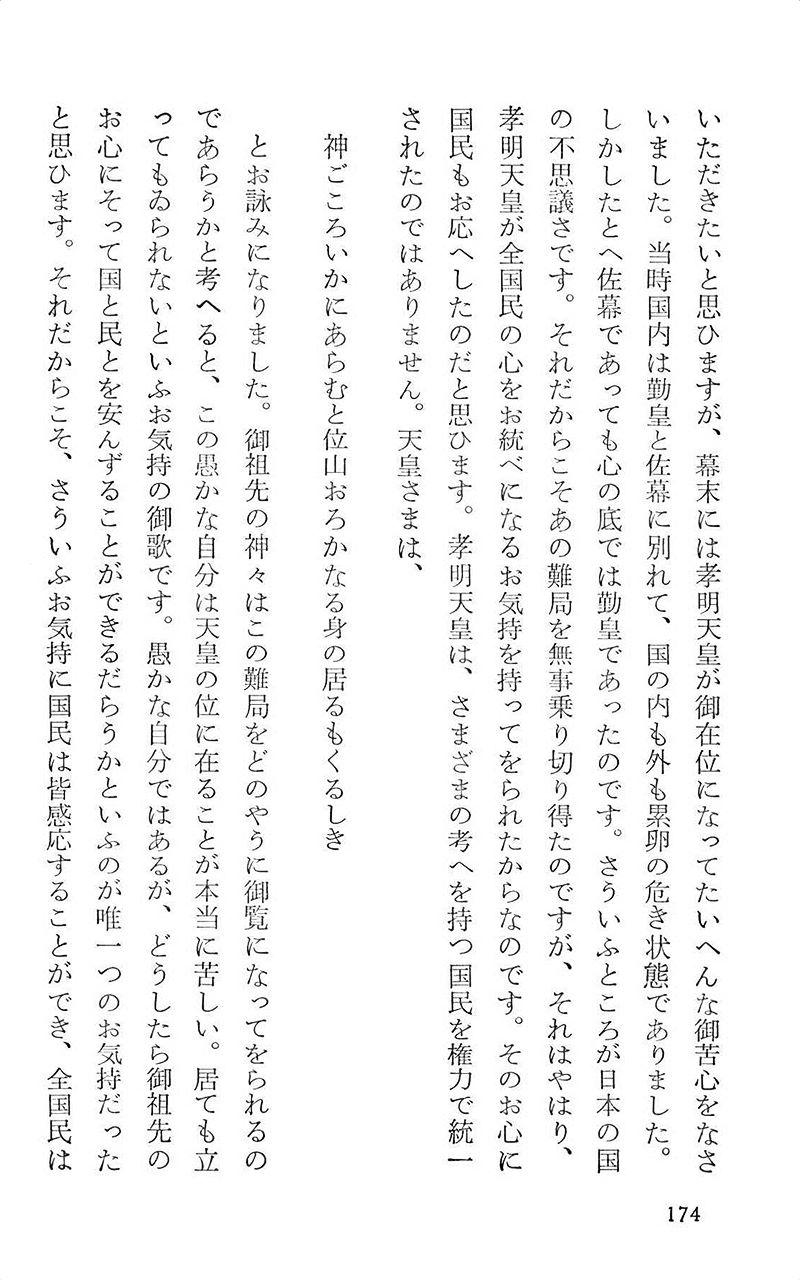 いただきたいと思ひますが、幕末には孝明天皇が御在位になってたいへんな御苦心をなさ
いました。当時国内は勤皇と佐幕に別れて、国の内も外も累卵の危き状態でありました。
しかしたとへ佐幕であっても心の底では勤皇であったのです。さういふところが日本の国
の不思議さです。それだからこそあの難局を無事乗り切り得たのですが、それはやはり、
孝明天皇が全国民の心をお統べになるお気持を持ってをられたからなのです。そのお心に
国民もお応へしたのだと思ひます。孝明天皇は、さまざまの考へを持つ国民を権力で統一
されたのではありません。天皇さまは、
神ごころいかにあらむと位山おろかなる身の居るもくるしき
とお詠みになりました。御祖先の神々はこの難局をどのやうに御覧になってをられるの
であらうかと考へると、この愚かな自分は天皇の位に在ることが本当に苦しい。居ても立
ってもゐられないといふお気持の御歌です。愚かな自分ではあるが、どうしたら御祖先の
お心にそって国と民とを安んずることができるだらうかといふのが唯一つのお気持だった
と思ひます。それだからこそ、さういふお気持に国民は皆感応することができ、全国民は
174